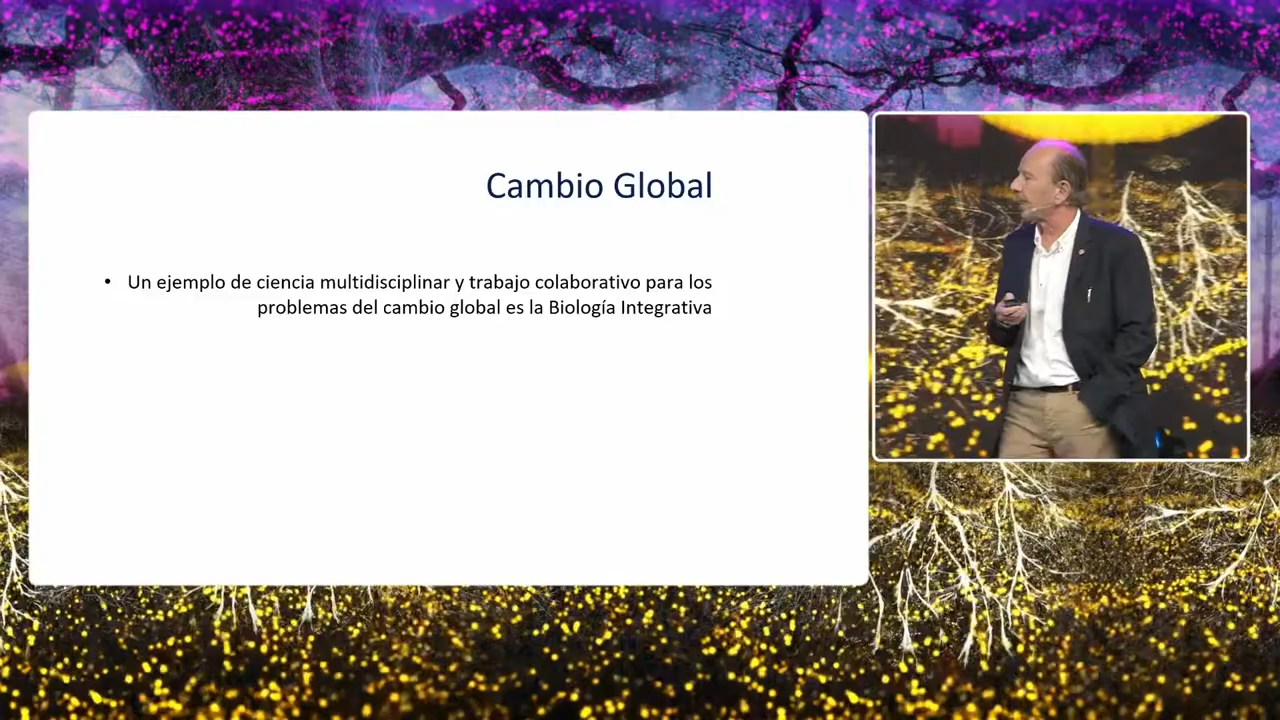 Cambio Global
• Un ejemplo de ciencia multidisciplinar y trabajo colaborativo para los
problemas del cambio global es la Biología Integrativa